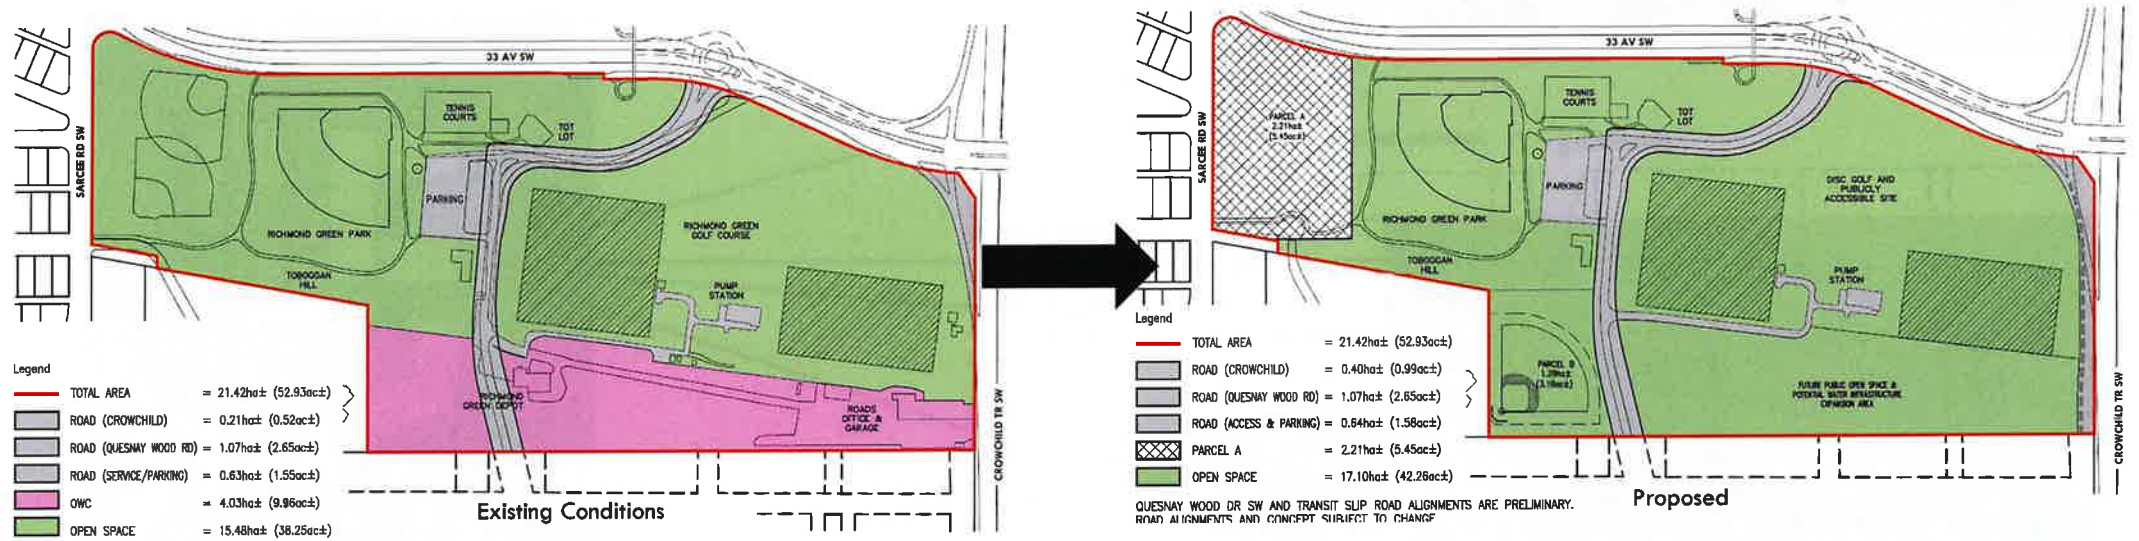 33 AV SW
SARCEE RD SW
TENNIS
COURTS
TOT
LOT
PARKING
RICHMOND GREEN PARK
RICHMOND GREEN
GOLF COURSE
TOBOGGAN
HILL
PUMP
STATION
RICHMOND
GREEN DEPOT
ROADS
OFFICE &
GARAGE
CROWCHILD TR SW
Legend
TOTAL AREA = 21.42ha± (52.93ac±)
ROAD (CROWCHILD) = 0.21ha± (0.52ac±)
ROAD (QUESNAY WOOD RD) = 1.07ha± (2.65ac±)
ROAD (SERVICE/PARKING) = 0.63ha± (1.55ac±)
OWC = 4.03ha± (9.96ac±)
OPEN SPACE = 15.48ha± (38.25ac±)
Existing Conditions
33 AV SW
SARCEE RD SW
PARCEL A
2.21ha±
(5.45ac±)
TENNIS
COURTS
TOT
LOT
PARKING
RICHMOND GREEN PARK
DISC GOLF AND
PUBLICLY
ACCESSIBLE SITE
TOBOGGAN
HILL
PUMP
STATION
PARCEL B
FUTURE PUBLIC OPEN SPACE &
POTENTIAL WATER INFRASTRUCTURE
EXPANSION AREA
CROWCHILD TR SW
Legend
TOTAL AREA = 21.42ha± (52.93ac±)
ROAD (CROWCHILD) = 0.40ha± (0.99ac±)
ROAD (QUESNAY WOOD RD) = 1.07ha± (2.65ac±)
ROAD (ACCESS & PARKING) = 0.64ha± (1.58ac±)
PARCEL A = 2.21ha± (5.45ac±)
OPEN SPACE = 17.10ha± (42.26ac±)
QUESNAY WOOD DR SW AND TRANSIT SLIP ROAD ALIGNMENTS ARE PRELIMINARY.
ROAD ALIGNMENTS AND CONCEPT SUBJECT TO CHANGE
Proposed